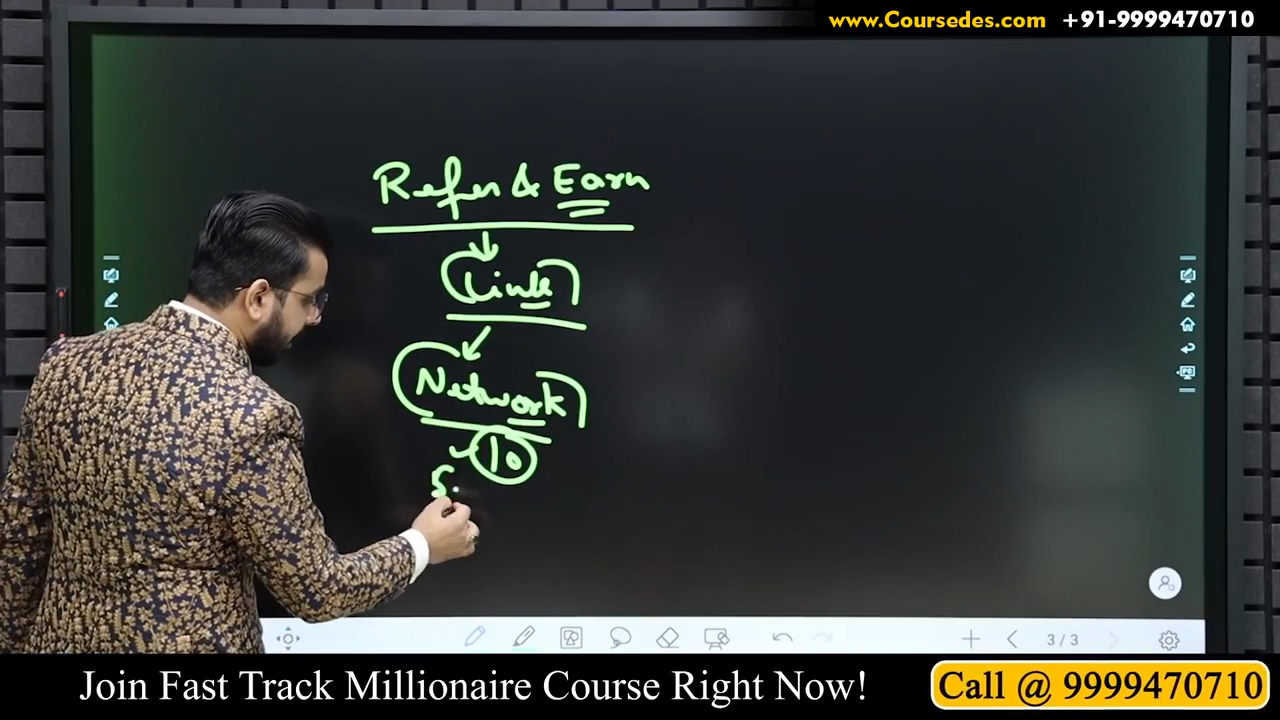 www.Coursedes.com +91-9999470710
Refer & Earn
Link
Network
10
5
3/3
Join Fast Track Millionaire Course Right Now!
Call @ 9999470710